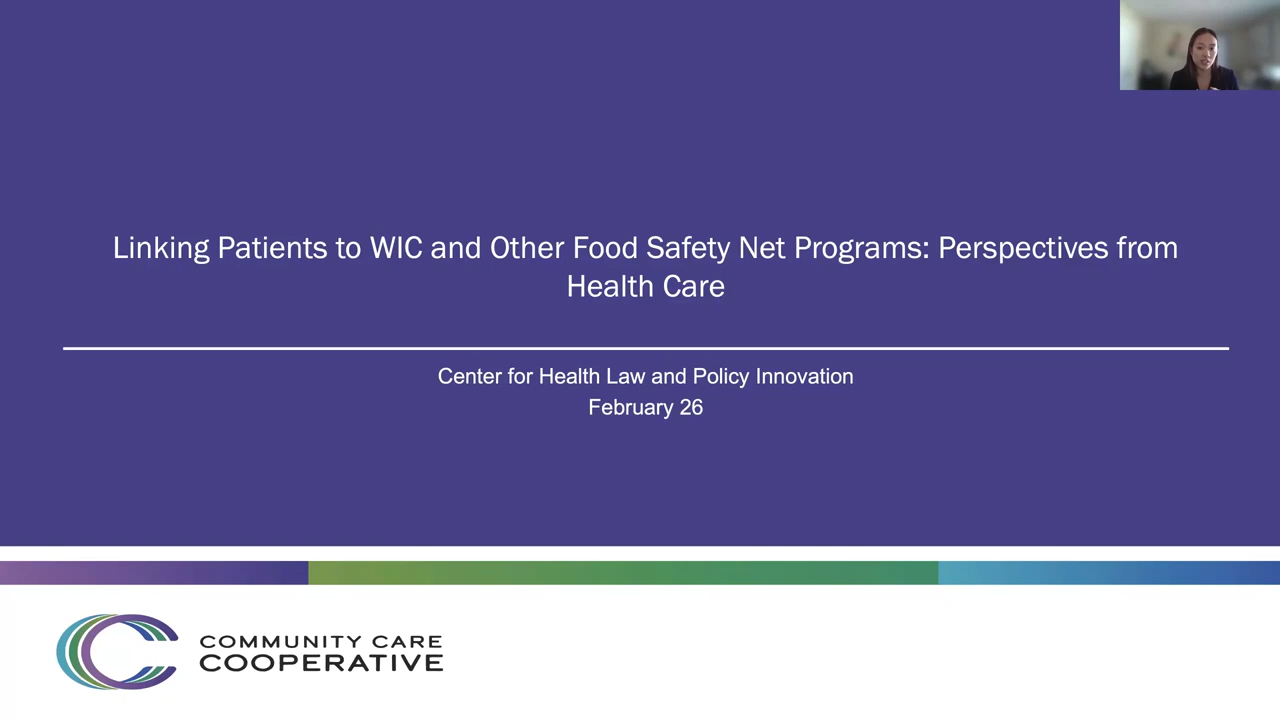 Linking Patients to WIC and Other Food Safety Net Programs: Perspectives from
Health Care
Center for Health Law and Policy Innovation
February 26
COMMUNITY CARE
COOPERATIVE